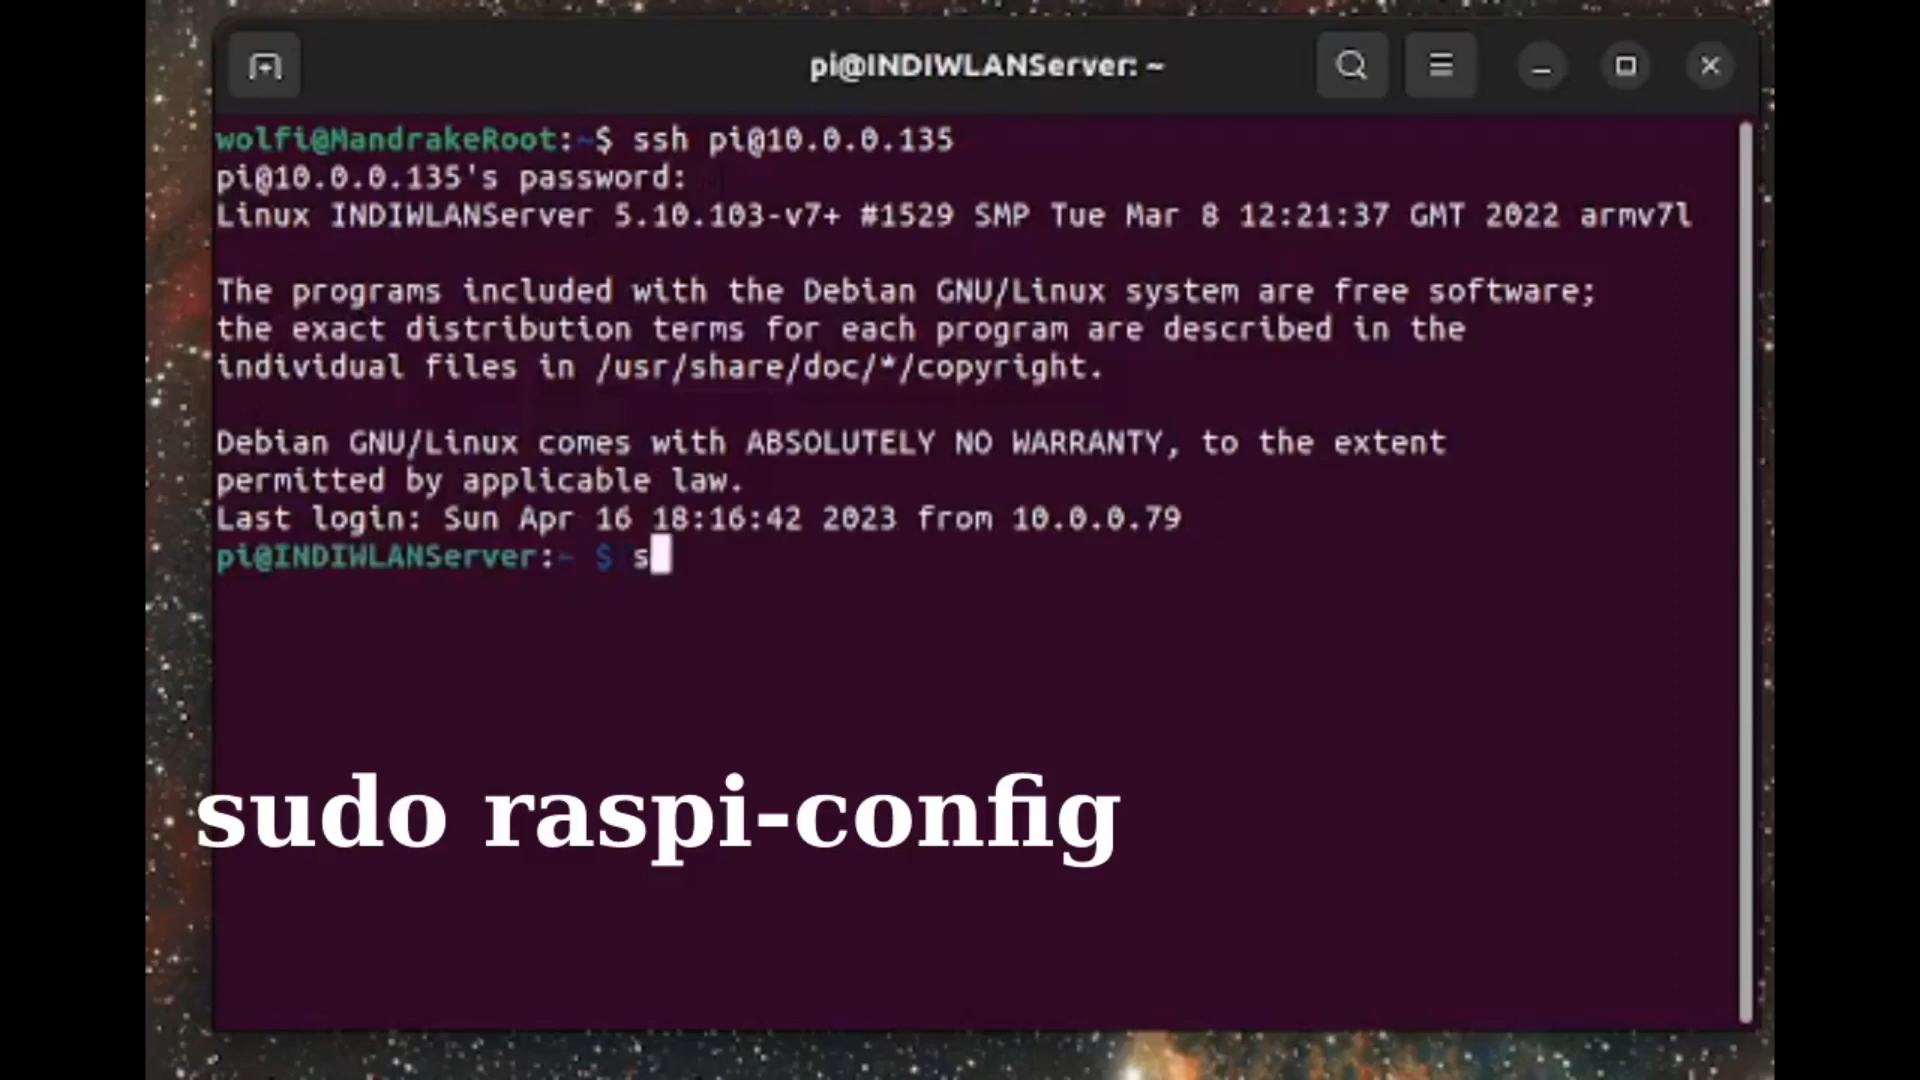 pi@INDIWLANServer: ~
wolfi@MandrakeRoot:~$ ssh pi@10.0.0.135
pi@10.0.0.135's password:
Linux INDIWLANServer 5.10.103-v7+ #1529 SMP Tue Mar 8 12:21:37 GMT 2022 armv7l
The programs included with the Debian GNU/Linux system are free software;
the exact distribution terms for each program are described in the
individual files in /usr/share/doc/*/copyright.
Debian GNU/Linux comes with ABSOLUTELY NO WARRANTY, to the extent
permitted by applicable law.
Last login: Sun Apr 16 18:16:42 2023 from 10.0.0.79
pi@INDIWLANServer:~ $ s
sudo raspi-config